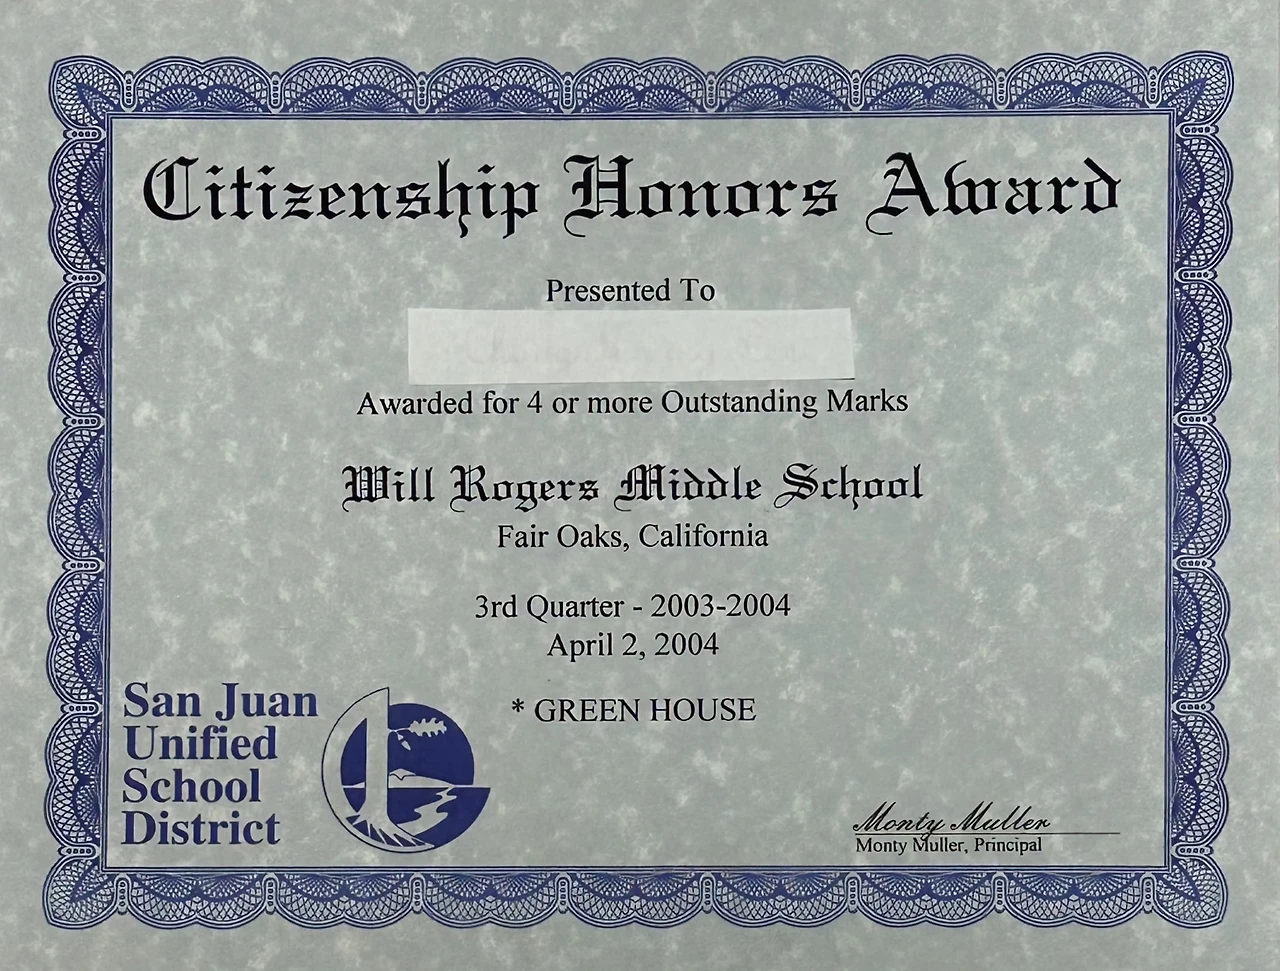 Citizenship Honors Award
Presented To
Awarded for 4 or more Outstanding Marks
Will Rogers Middle School
Fair Oaks, California
3rd Quarter - 2003-2004
April 2, 2004
* GREEN HOUSE
San Juan
Unified
School
District
Monty Muller
Monty Muller, Principal